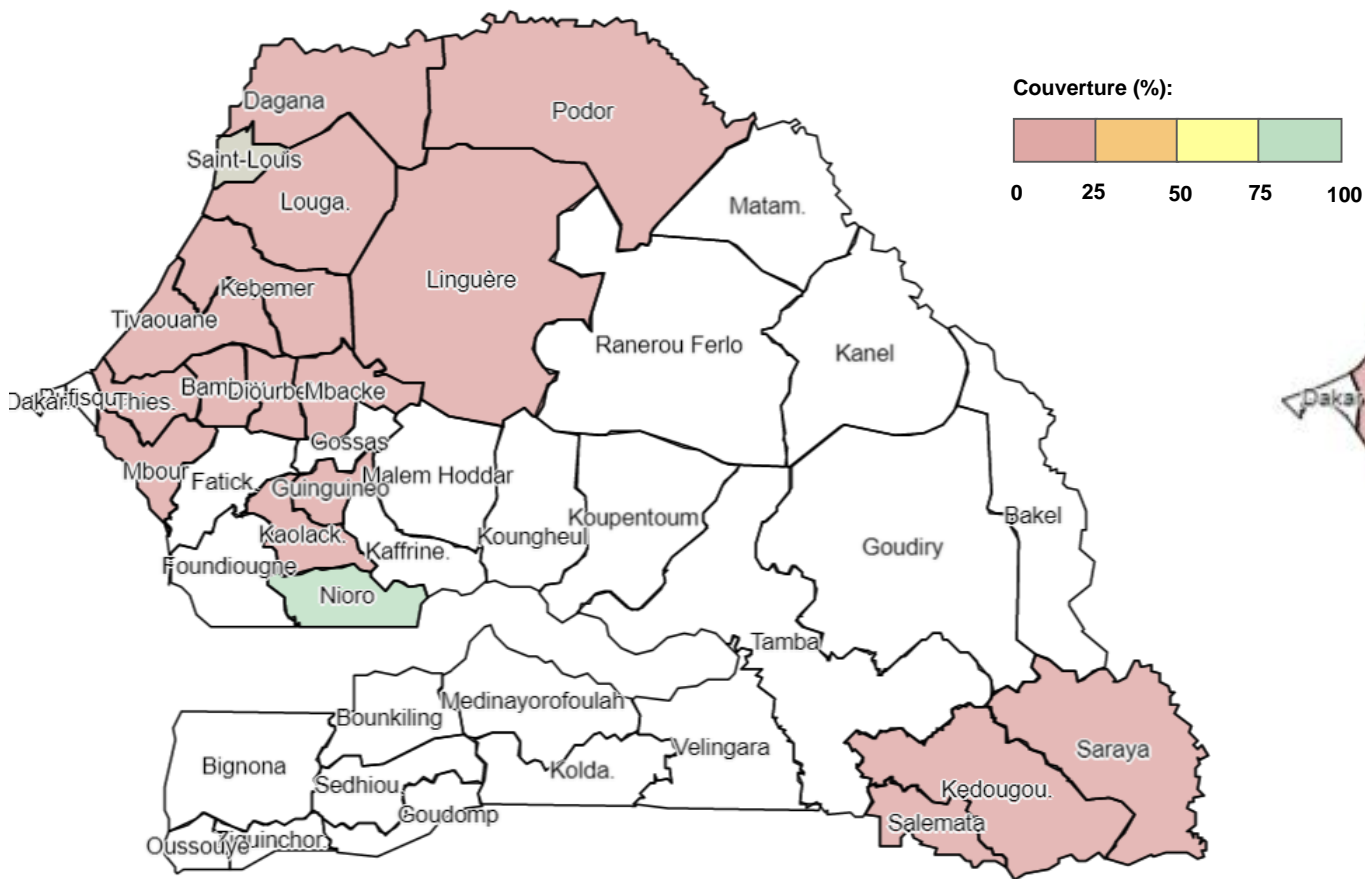 Couverture (%):
0 25 50 75 100
Dagana
Podor
Saint-Louis
Louga.
Matam.
Linguère
Kebemer
Tivaouane
Ranerou Ferlo
Kanel
Dakar.
Thies.
Mbacke
Dakar
Gossas
Mbour
Fatick.
Guinguineo
Malem Hoddar
Koungheul
Koupentoum
Bakel
Kaolack.
Kaffrine.
Goudiry
Foundiougne
Nioro
Tamba
Medinayorofoulah
Bounkiling
Velingara
Saraya
Bignona
Sedhiou.
Kolda.
Kedougou.
Goudomp
Salemata
Oussouye
Ziguinchor.